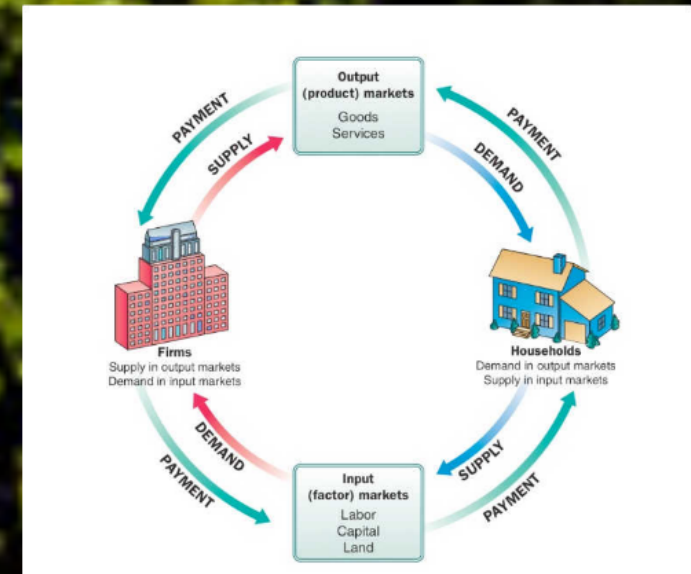 Output
(product) markets
Goods
Services
PAYMENT
SUPPLY
PAYMENT
DEMAND
Firms
Supply in output markets
Demand in input markets
Households
Demand in output markets
Supply in input markets
DEMAND
PAYMENT
SUPPLY
PAYMENT
Input
(factor) markets
Labor
Capital
Land